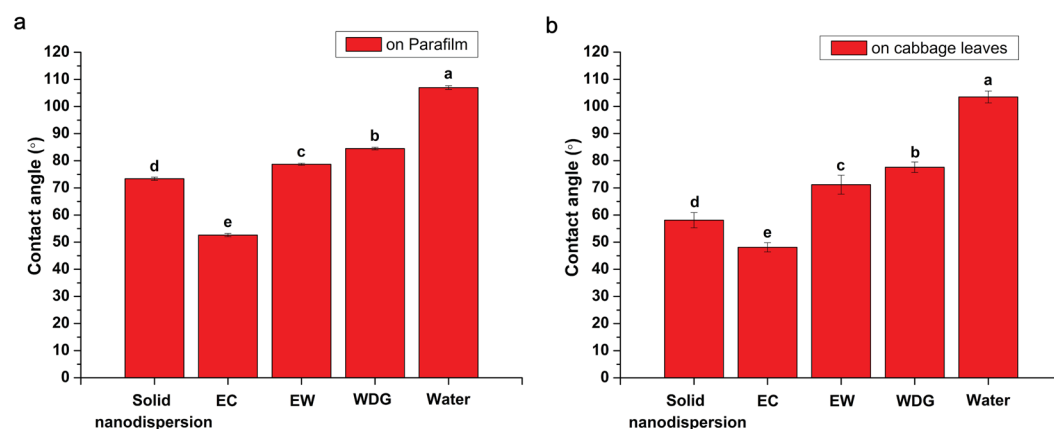 a
on Parafilm
Contact angle (°)
120
110
100
90
80
70
60
50
40
30
20
10
0
d
e
c
b
a
Solid nanodispersion
EC
EW
WDG
Water
b
on cabbage leaves
Contact angle (°)
120
110
100
90
80
70
60
50
40
30
20
10
0
d
e
c
b
a
Solid nanodispersion
EC
EW
WDG
Water